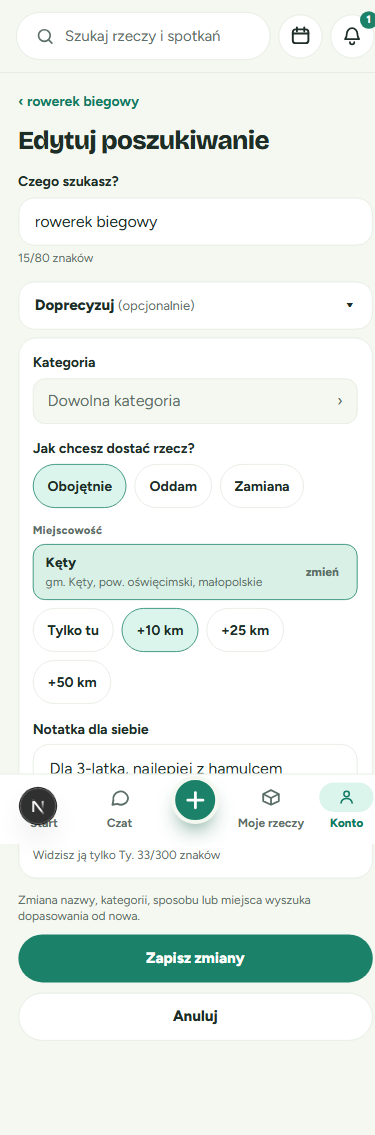 Szukaj rzeczy i spotkań
1
‹ rowerek biegowy
Edytuj poszukiwanie
Czego szukasz?
rowerek biegowy
15/80 znaków
Doprecyzuj (opcjonalnie)
Kategoria
Dowolna kategoria ›
Jak chcesz dostać rzecz?
Obojętnie Oddam Zamiana
Miejscowość
Kęty
gm. Kęty, pow. oświęcimski, małopolskie
zmień
Tylko tu +10 km +25 km
+50 km
Notatka dla siebie
Dla 3-latka, najlepiej z hamulcem
N
Start Czat Moje rzeczy Konto
Widzisz ją tylko Ty. 33/300 znaków
Zmiana nazwy, kategorii, sposobu lub miejsca wyszuka
dopasowania od nowa.
Zapisz zmiany
Anuluj